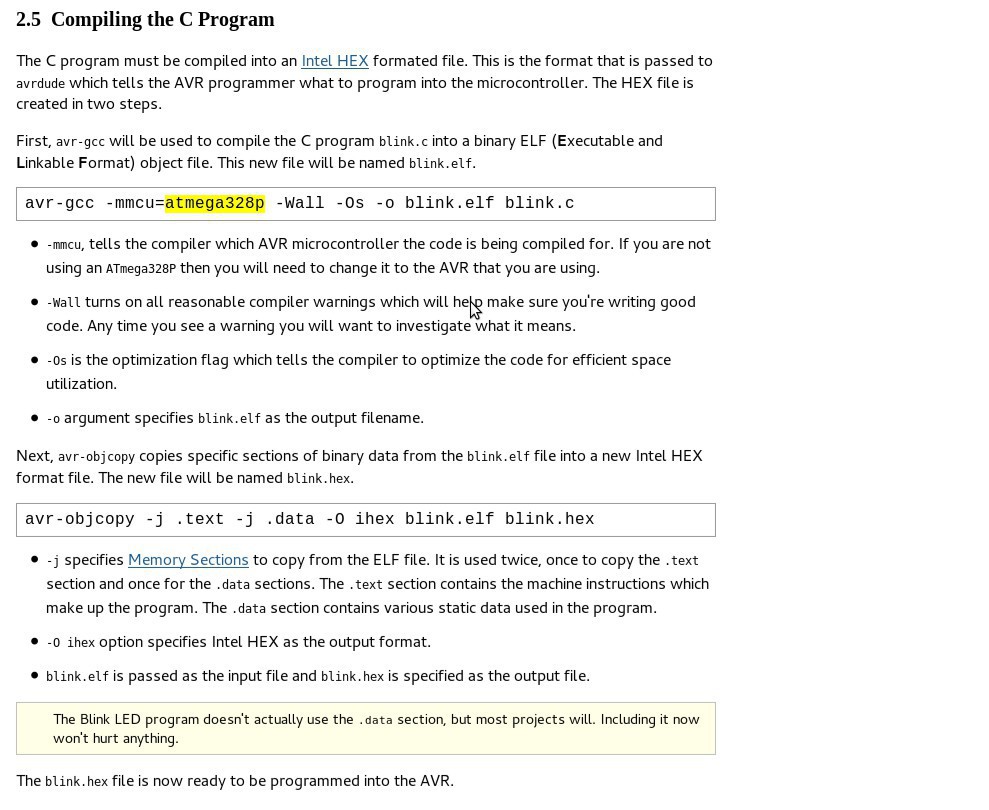 2.5 Compiling the C Program
The C program must be compiled into an Intel HEX formated file. This is the format that is passed to
avrdude which tells the AVR programmer what to program into the microcontroller. The HEX file is
created in two steps.
First, avr-gcc will be used to compile the C program blink.c into a binary ELF (Executable and
Linkable Format) object file. This new file will be named blink.elf.
avr-gcc -mmcu=atmega328p -Wall -Os -o blink.elf blink.c
● -mmcu, tells the compiler which AVR microcontroller the code is being compiled for. If you are not
using an ATmega328P then you will need to change it to the AVR that you are using.
● -Wall turns on all reasonable compiler warnings which will help make sure you're writing good
code. Any time you see a warning you will want to investigate what it means.
● -Os is the optimization flag which tells the compiler to optimize the code for efficient space
utilization.
● -o argument specifies blink.elf as the output filename.
Next, avr-objcopy copies specific sections of binary data from the blink.elf file into a new Intel HEX
format file. The new file will be named blink.hex.
avr-objcopy -j .text -j .data -O ihex blink.elf blink.hex
● -j specifies Memory Sections to copy from the ELF file. It is used twice, once to copy the .text
section and once for the .data sections. The .text section contains the machine instructions which
make up the program. The .data section contains various static data used in the program.
● -O ihex option specifies Intel HEX as the output format.
● blink.elf is passed as the input file and blink.hex is specified as the output file.
The Blink LED program doesn't actually use the .data section, but most projects will. Including it now
won't hurt anything.
The blink.hex file is now ready to be programmed into the AVR.